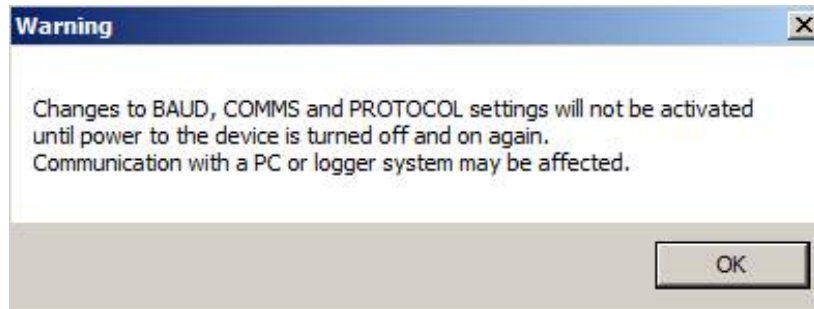 Warning
Changes to BAUD, COMMS and PROTOCOL settings will not be activated
until power to the device is turned off and on again.
Communication with a PC or logger system may be affected.
OK